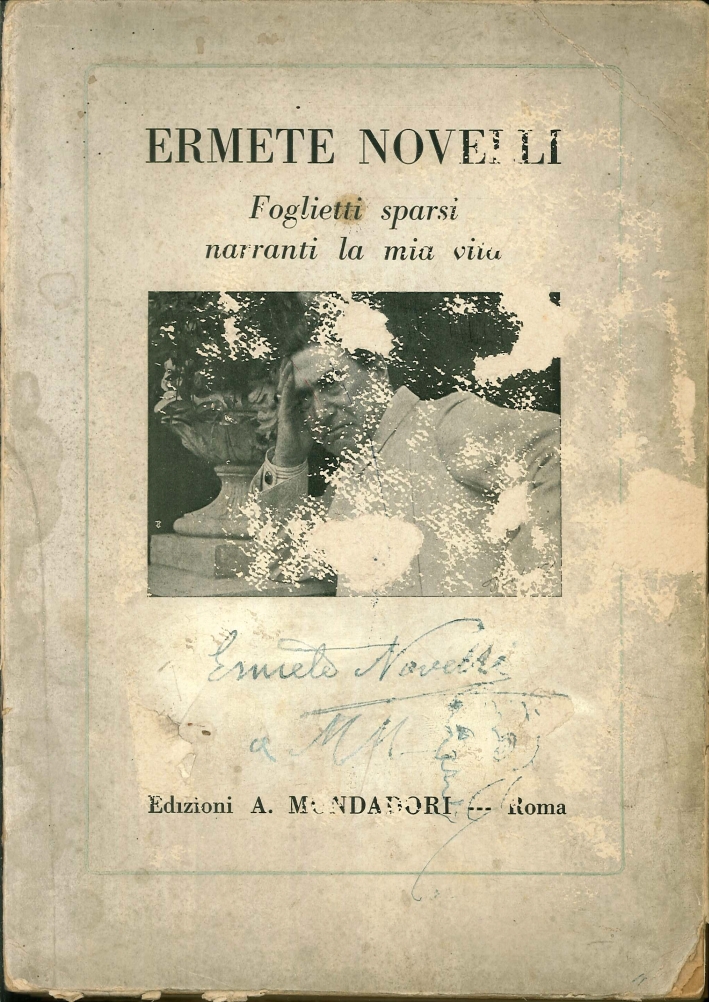 ERMETE NOVELLI
Foglietti sparsi
narranti la mia vita
Ermete Novelli
a
Edizioni A. MONDADORI --- Roma